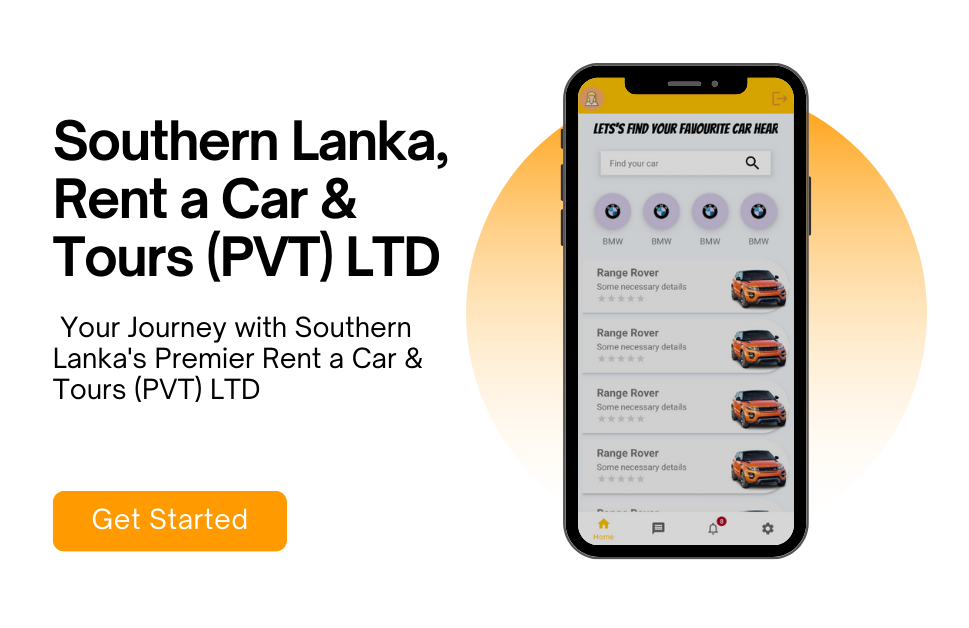 Southern Lanka,
Rent a Car &
Tours (PVT) LTD
Your Journey with Southern
Lanka's Premier Rent a Car &
Tours (PVT) LTD
Get Started
LETS'S FIND YOUR FAVOURITE CAR HEAR
Find your car
BMW BMW BMW BMW
Range Rover
Some necessary details
Range Rover
Some necessary details
Range Rover
Some necessary details
Range Rover
Some necessary details
8
Home